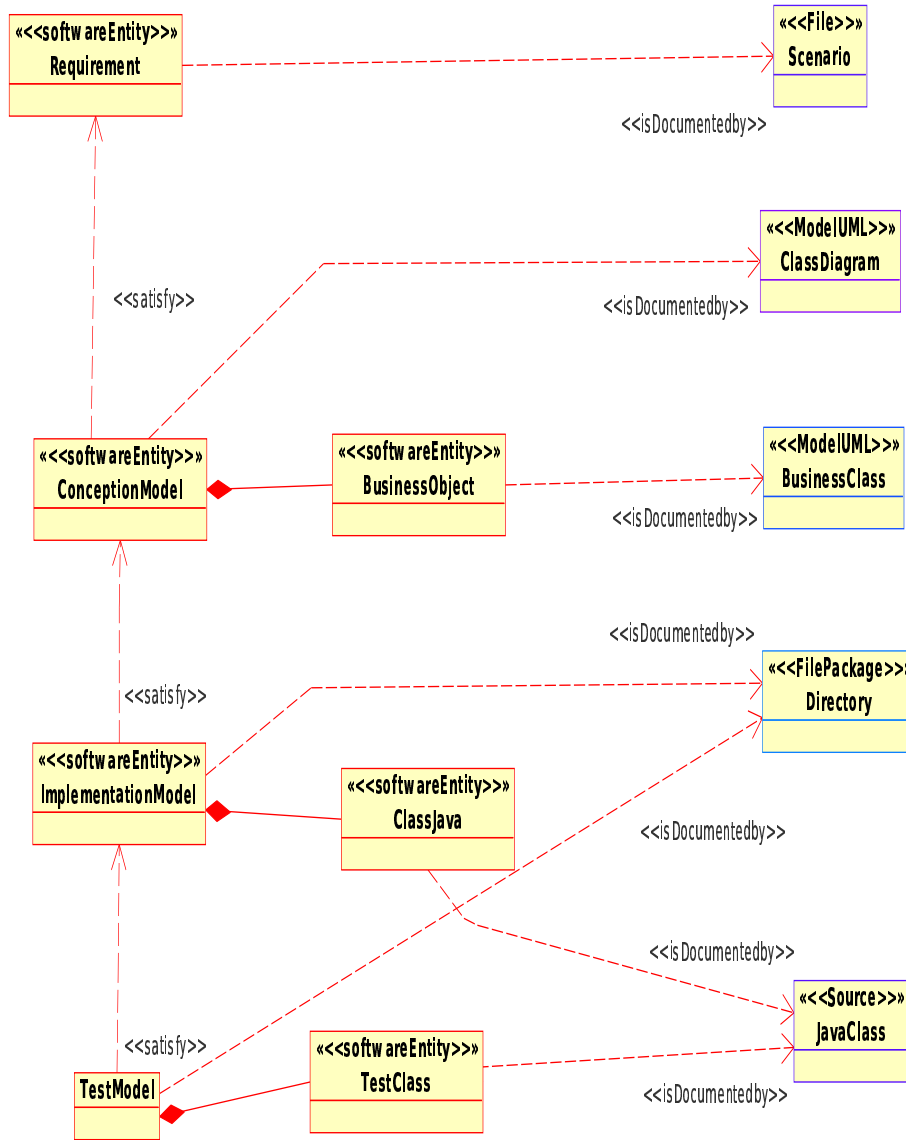 «<<softwareEntity>>»
Requirement
«<<File>>»
Scenario
<<isDocumentedby>>
«<<ModelUML>>»
ClassDiagram
<<satisfy>>
<<isDocumentedby>>
«<<softwareEntity>>»
ConceptionModel
«<<softwareEntity>>»
BusinessObject
«<<ModelUML>>»
BusinessClass
<<isDocumentedby>>
<<isDocumentedby>>
«<<FilePackage>>»
Directory
<<satisfy>>
«<<softwareEntity>>»
ImplementationModel
«<<softwareEntity>>»
ClassJava
<<isDocumentedby>>
<<isDocumentedby>>
«<<Source>>»
JavaClass
<<satisfy>>
TestModel
«<<softwareEntity>>»
TestClass
<<isDocumentedby>>